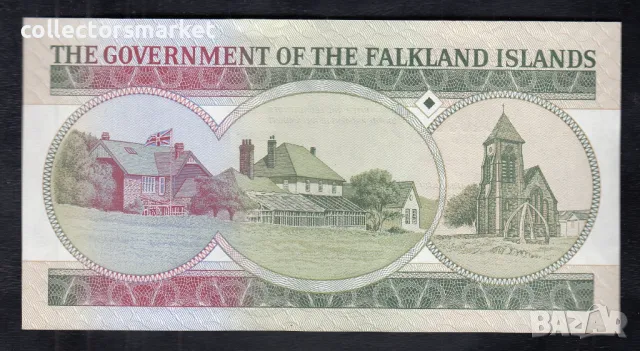 collectorsmarket
THE GOVERNMENT OF THE FALKLAND ISLANDS
BAZAR